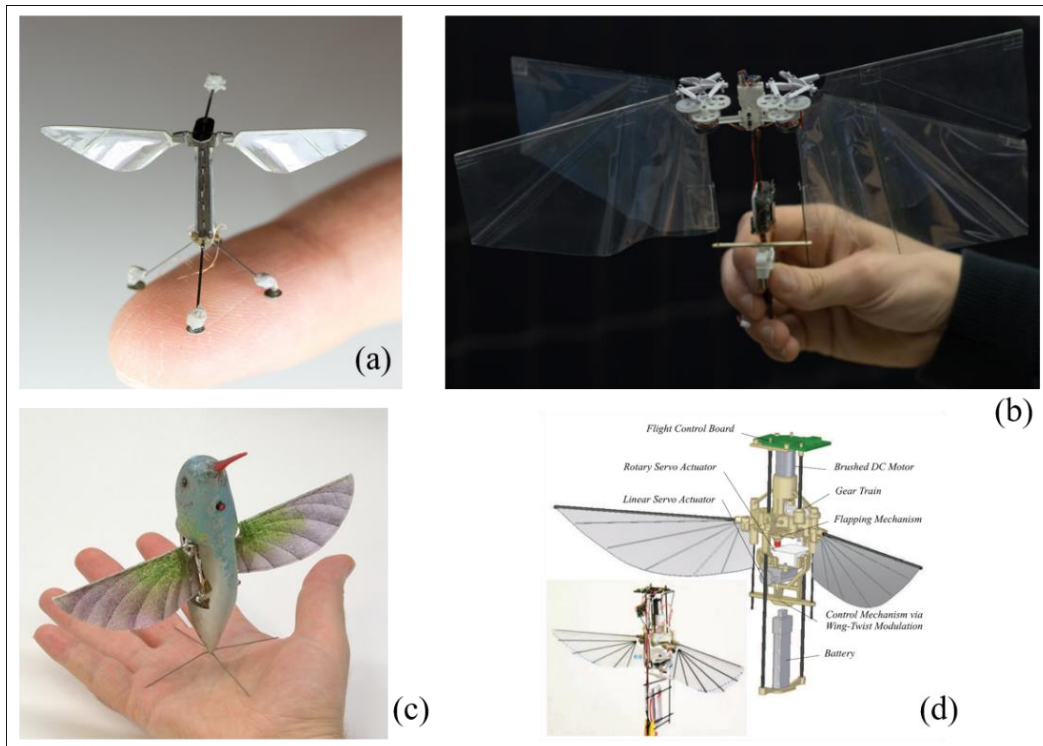 (a)
(b)
(c)
Flight Control Board
Rotary Servo Actuator
Linear Servo Actuator
Brushed DC Motor
Gear Train
Flapping Mechanism
Control Mechanism via
Wing-Twist Modulation
Battery
(d)